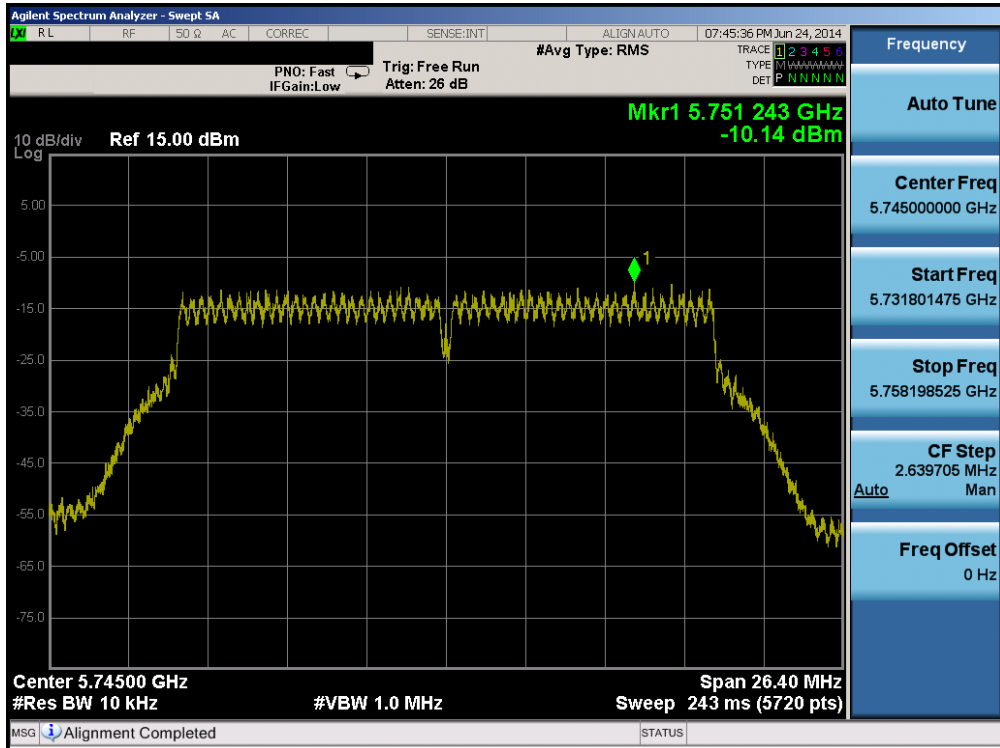 Agilent Spectrum Analyzer - Swept SA
LXI RL RF 50 Ω AC CORREC SENSE:INT ALIGN AUTO 07:45:36 PM Jun 24, 2014
#Avg Type: RMS TRACE 1 2 3 4 5 6
PNO: Fast Trig: Free Run TYPE M WWWWW
IFGain:Low Atten: 26 dB DET P N N N N N
Mkr1 5.751 243 GHz
10 dB/div Ref 15.00 dBm -10.14 dBm
Log
5.00
-5.00
1
-15.0
-25.0
-35.0
-45.0
-55.0
-65.0
-75.0
Center 5.74500 GHz Span 26.40 MHz
#Res BW 10 kHz #VBW 1.0 MHz Sweep 243 ms (5720 pts)
MSG Alignment Completed STATUS
Frequency
Auto Tune
Center Freq
5.745000000 GHz
Start Freq
5.731801475 GHz
Stop Freq
5.758198525 GHz
CF Step
2.639705 MHz
Auto Man
Freq Offset
0 Hz